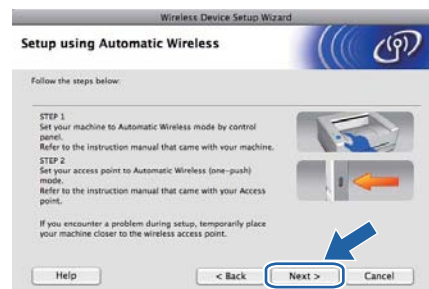 Wireless Device Setup Wizard
Setup using Automatic Wireless
Follow the steps below:
STEP 1
Set your machine to Automatic Wireless mode by control
panel.
Refer to the instruction manual that came with your machine.
STEP 2
Set your access point to Automatic Wireless (one-push)
mode.
Refer to the instruction manual that came with your Access
point.
If you encounter a problem during setup, temporarily place
your machine closer to the wireless access point.
Help
< Back
Next >
Cancel